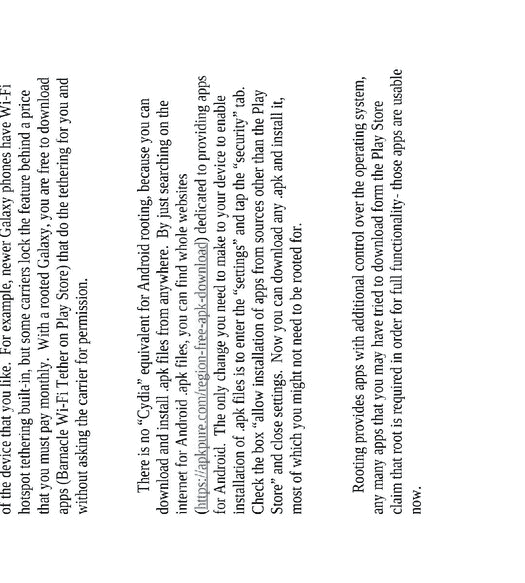 of the device that you like.  For example, newer Galaxy phones have Wi-Fi
hotspot tethering built-in, but some carriers lock the feature behind a price
that you must pay monthly.  With a rooted Galaxy, you are free to download
apps (Barnacle Wi-Fi Tether on Play Store) that do the tethering for you and
without asking the carrier for permission.
There is no “Cydia” equivalent for Android rooting, because you can
download and install .apk files from anywhere.  By just searching on the
internet for Android .apk files, you can find whole websites
(https://apkpure.com/region-free-apk-download) dedicated to providing apps
for Android.  The only change you need to make to your device to enable
installation of .apk files is to enter the “settings” and tap the “security” tab.
Check the box “allow installation of apps from sources other than the Play
Store” and close settings.  Now you can download any .apk and install it,
most of which you might not need to be rooted for.
Rooting provides apps with additional control over the operating system,
any many apps that you may have tried to download form the Play Store
claim that root is required in order for full functionality- those apps are usable
now.